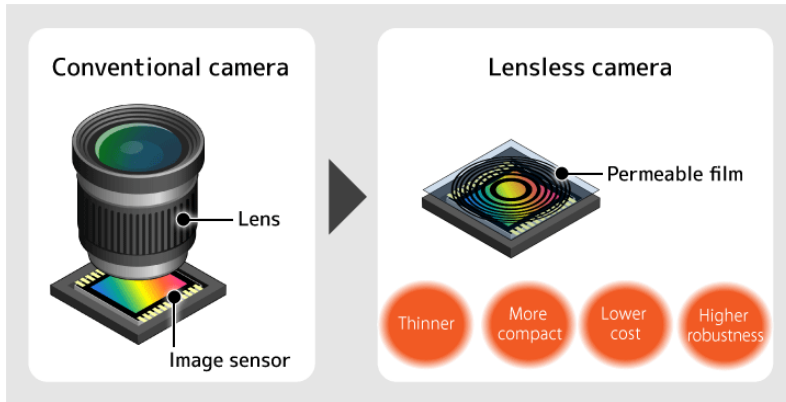 Conventional camera
Lens
Image sensor
Lensless camera
Permeable film
Thinner
More
compact
Lower
cost
Higher
robustness